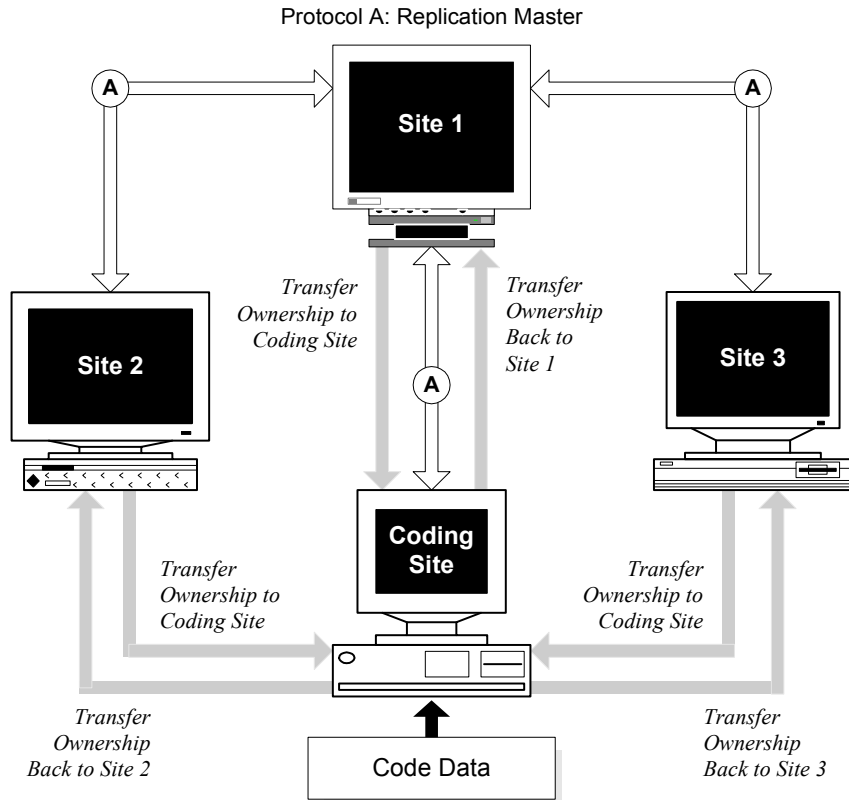 Protocol A: Replication Master
A
A
Site 1
Transfer
Ownership to
Coding Site
Transfer
Ownership
Back to
Site 1
Site 2
Site 3
A
Coding
Site
Transfer
Ownership to
Coding Site
Transfer
Ownership to
Coding Site
Transfer
Ownership
Back to Site 2
Transfer
Ownership
Back to Site 3
Code Data